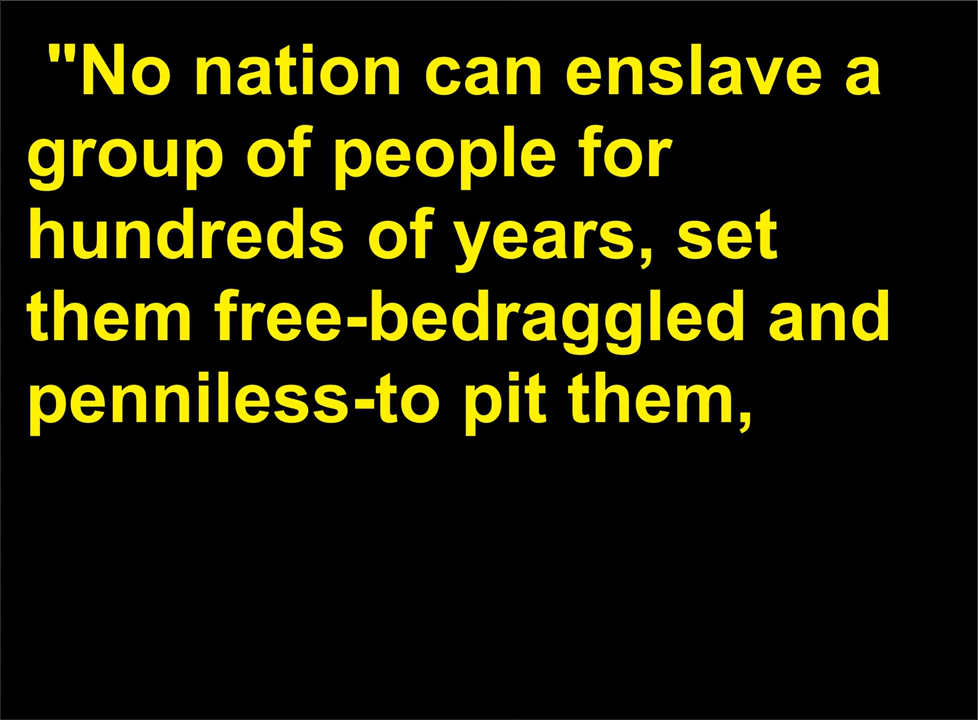 "No nation can enslave a
group of people for
hundreds of years, set
them free-bedraggled and
penniless-to pit them,